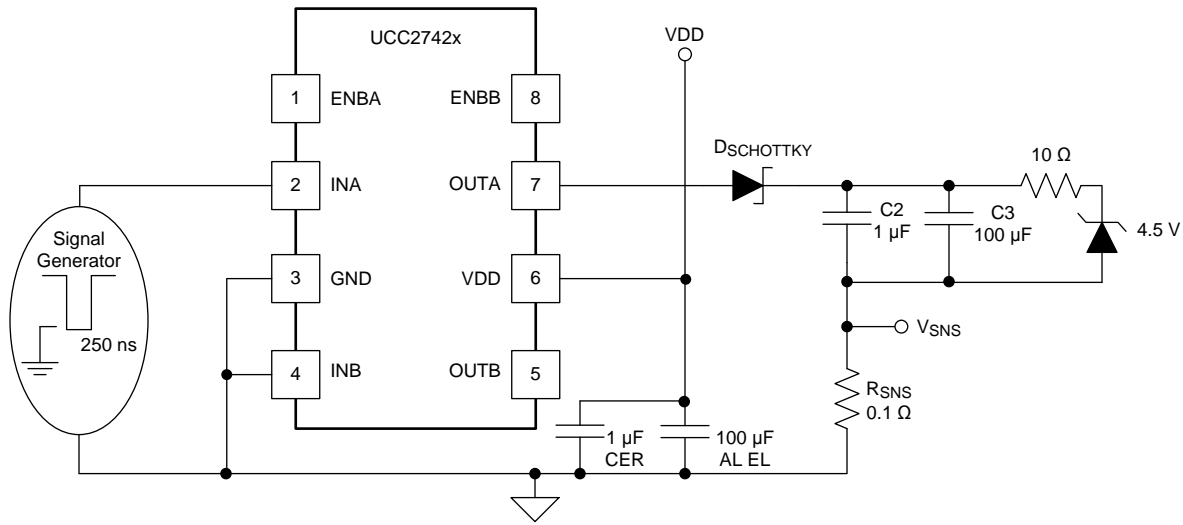 UCC2742x
VDD
1 ENBA ENBB 8
DSCHOTTKY
10 Ω
2 INA OUTA 7
C2
1 µF
C3
100 µF
4.5 V
Signal
Generator
250 ns
3 GND VDD 6
VSNS
4 INB OUTB 5
RSNS
0.1 Ω
1 µF
CER
100 µF
AL EL